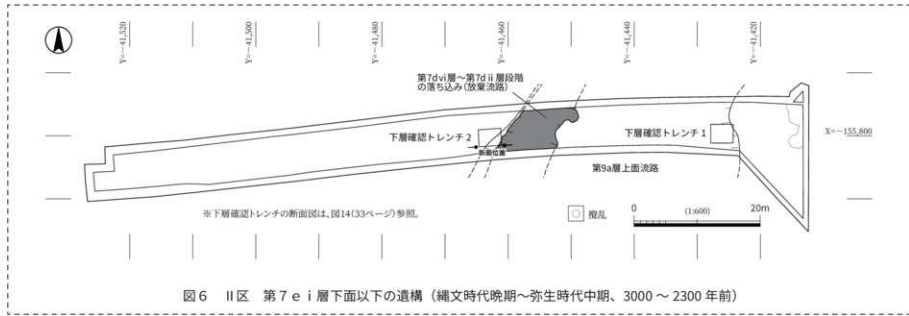 Y=－41,520
Y=－41,500
Y=－41,480
Y=－41,460
Y=－41,440
Y=－41,420
第7dⅵ層～第7dⅱ層段階
の落ち込み（放棄流路）
下層確認トレンチ2
断面位置
下層確認トレンチ1
X=－155,800
第9a層上面流路
※下層確認トレンチの断面図は、図14（33ページ）参照。
撹乱
0
(1:600)
20m
図6 Ⅱ区 第7eⅰ層下面以下の遺構（縄文時代晩期～弥生時代中期、3000～2300年前）